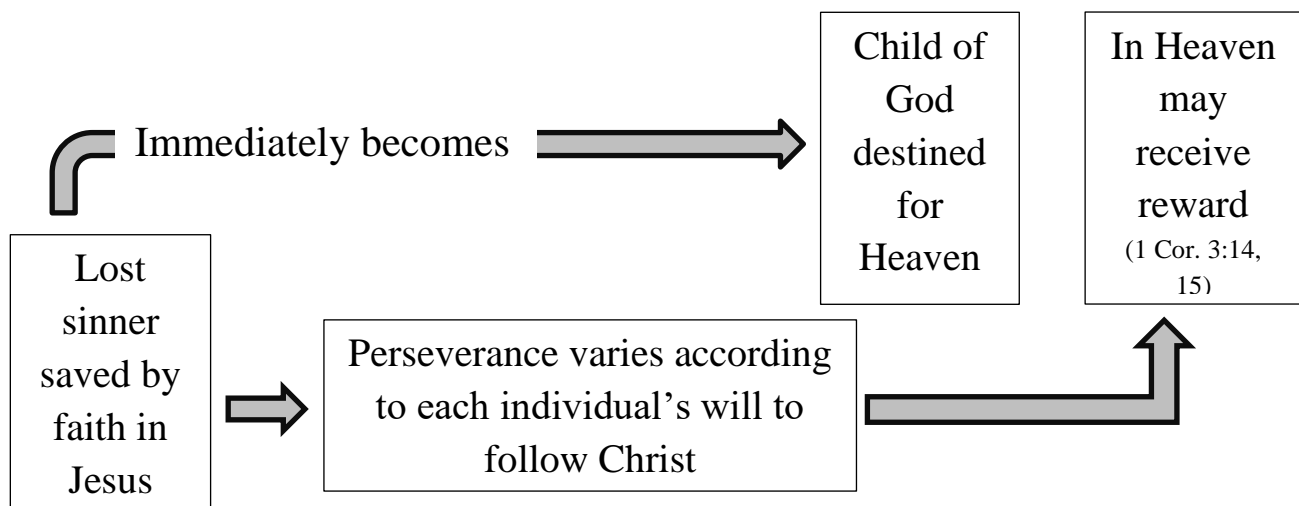 Immediately becomes
Child of
God
destined
for
Heaven
In Heaven
may
receive
reward
(1 Cor. 3:14,
15)
Lost
sinner
saved by
faith in
Jesus
Perseverance varies according
to each individual’s will to
follow Christ